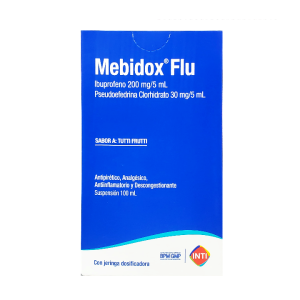 Mebidox® Flu
Ibuprofeno 200 mg/5 mL
Pseudoefedrina Clorhidrato 30 mg/5 mL
SABOR A: TUTTI FRUTTI
Antipirético, Analgésico,
Antiinflamatorio y Descongestionante
Suspensión 100 mL
Con jeringa dosificadora
BPM GMP
INTI